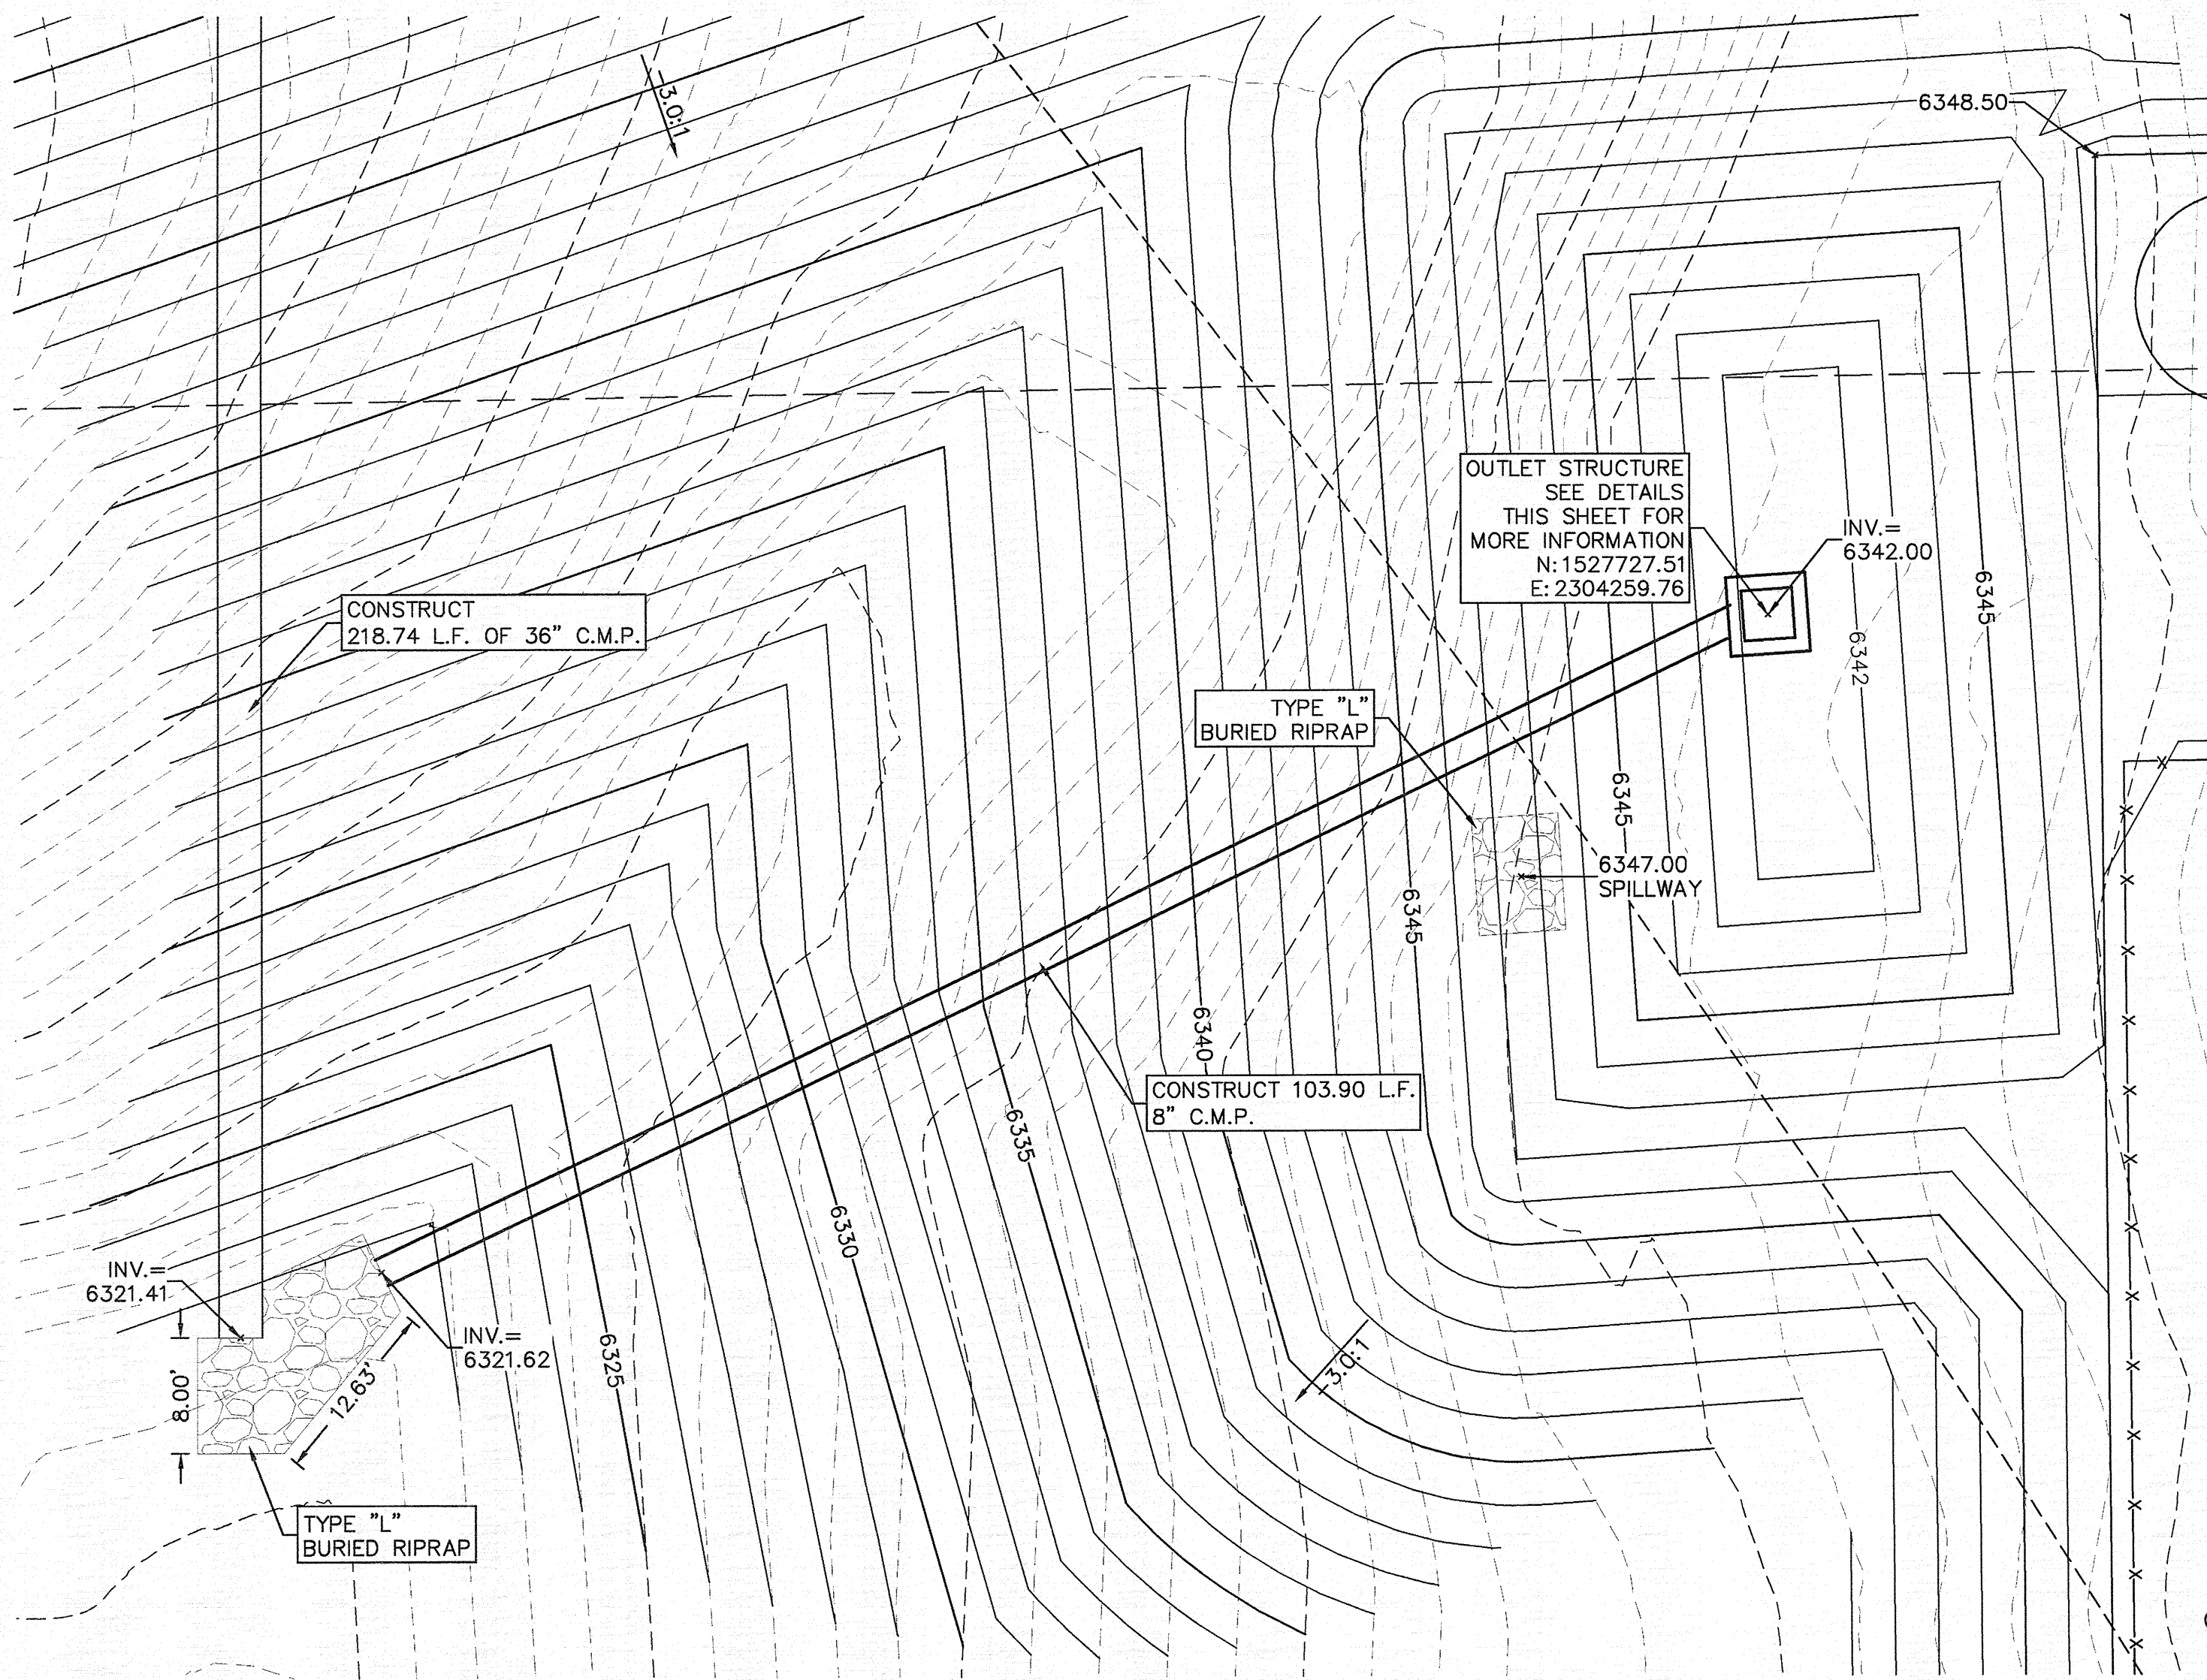 3.0:1
6348.50
OUTLET STRUCTURE
SEE DETAILS
THIS SHEET FOR
MORE INFORMATION
N:1527727.51
E:2304259.76
INV.=
6342.00
6345
6342
CONSTRUCT
218.74 L.F. OF 36" C.M.P.
TYPE "L"
BURIED RIPRAP
6345
6347.00
SPILLWAY
6345
6340
CONSTRUCT 103.90 L.F.
8" C.M.P.
6335
6330
INV.=
6321.41
INV.=
6321.62
6325
3.0:1
8.00'
12.63'
TYPE "L"
BURIED RIPRAP